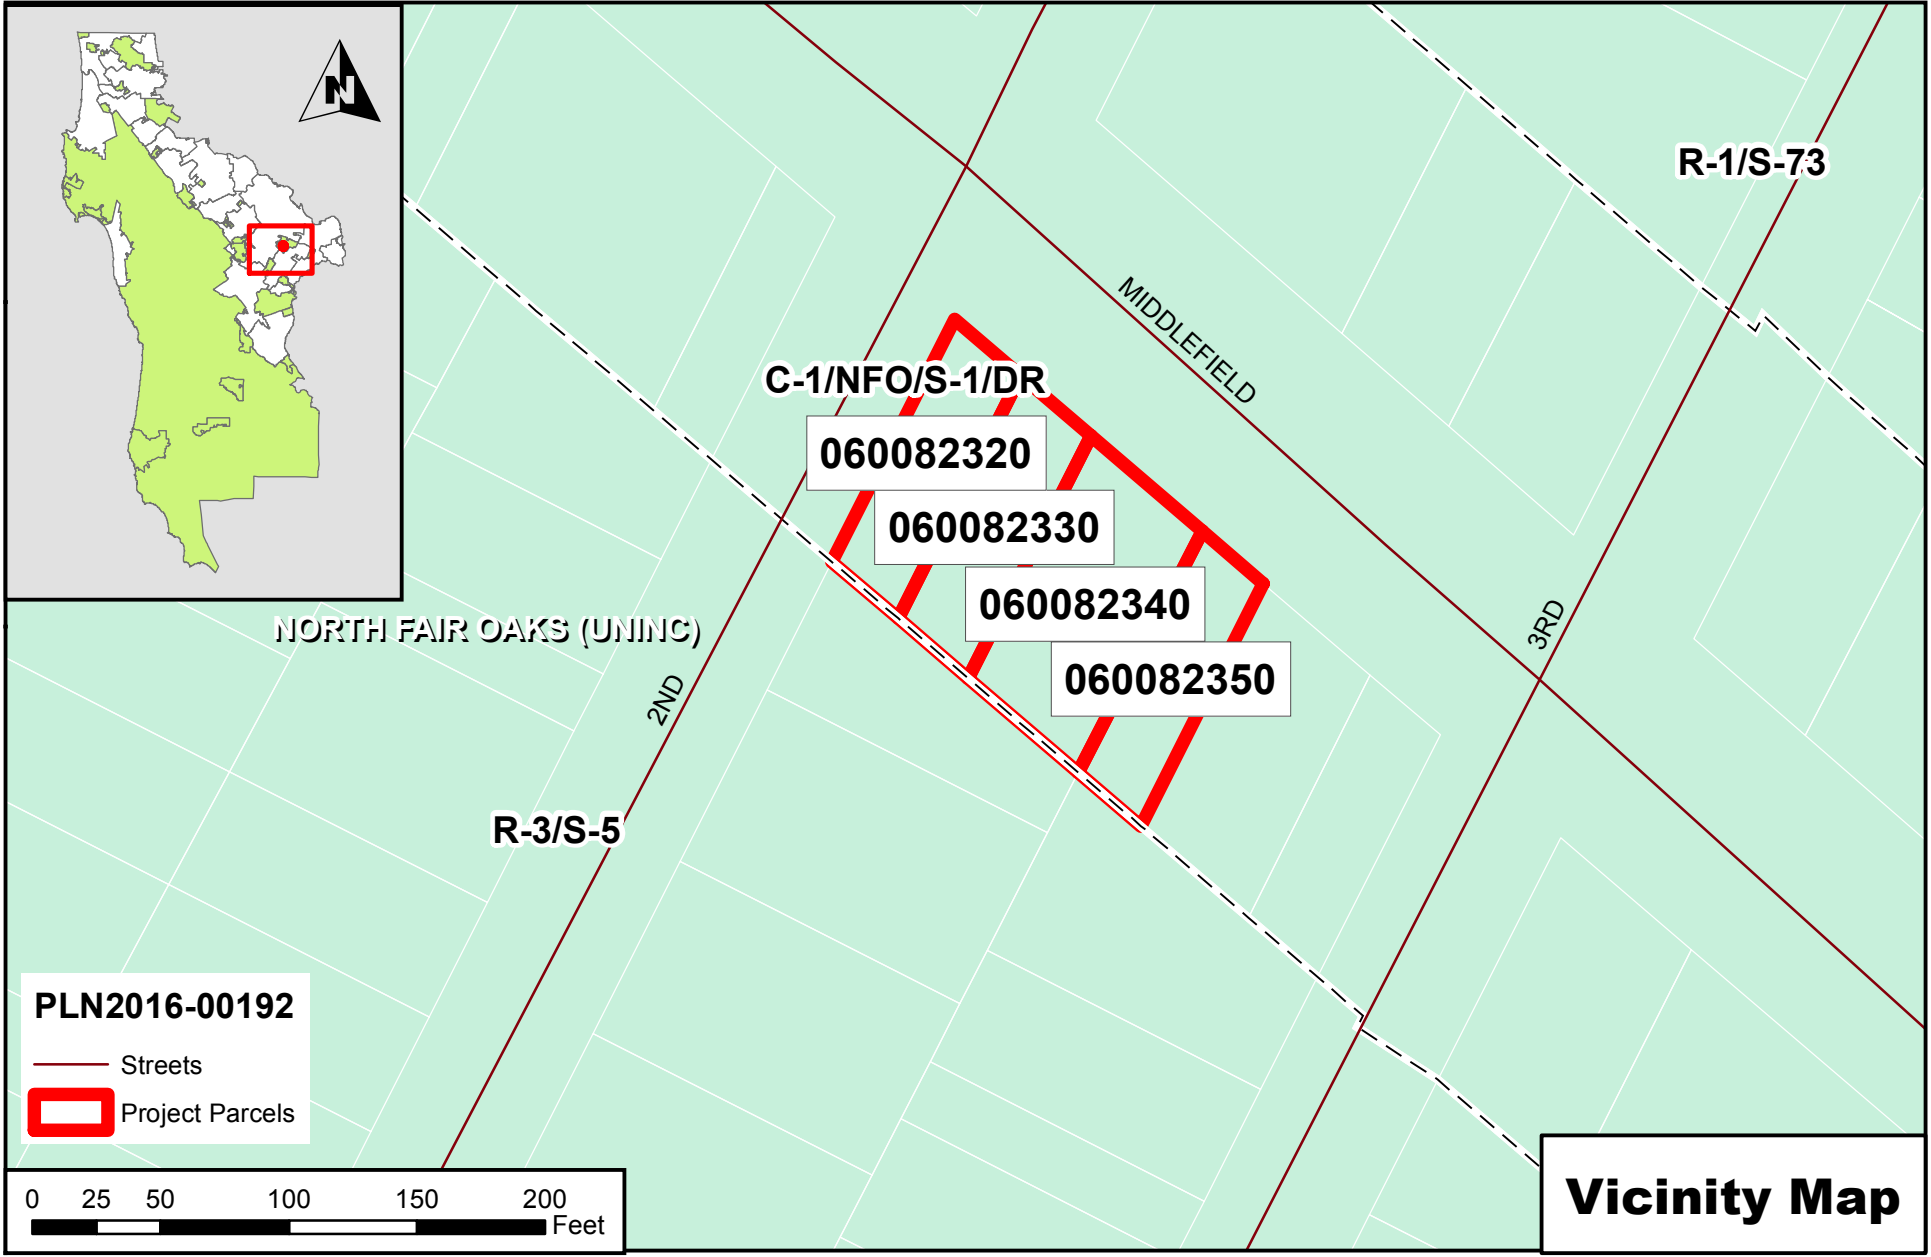 N
R-1/S-73
MIDDLEFIELD
C-1/NFO/S-1/DR
060082320
060082330
060082340
060082350
3RD
NORTH FAIR OAKS (UNINC)
2ND
R-3/S-5
PLN2016-00192
Streets
Project Parcels
0 25 50 100 150 200
Feet
Vicinity Map